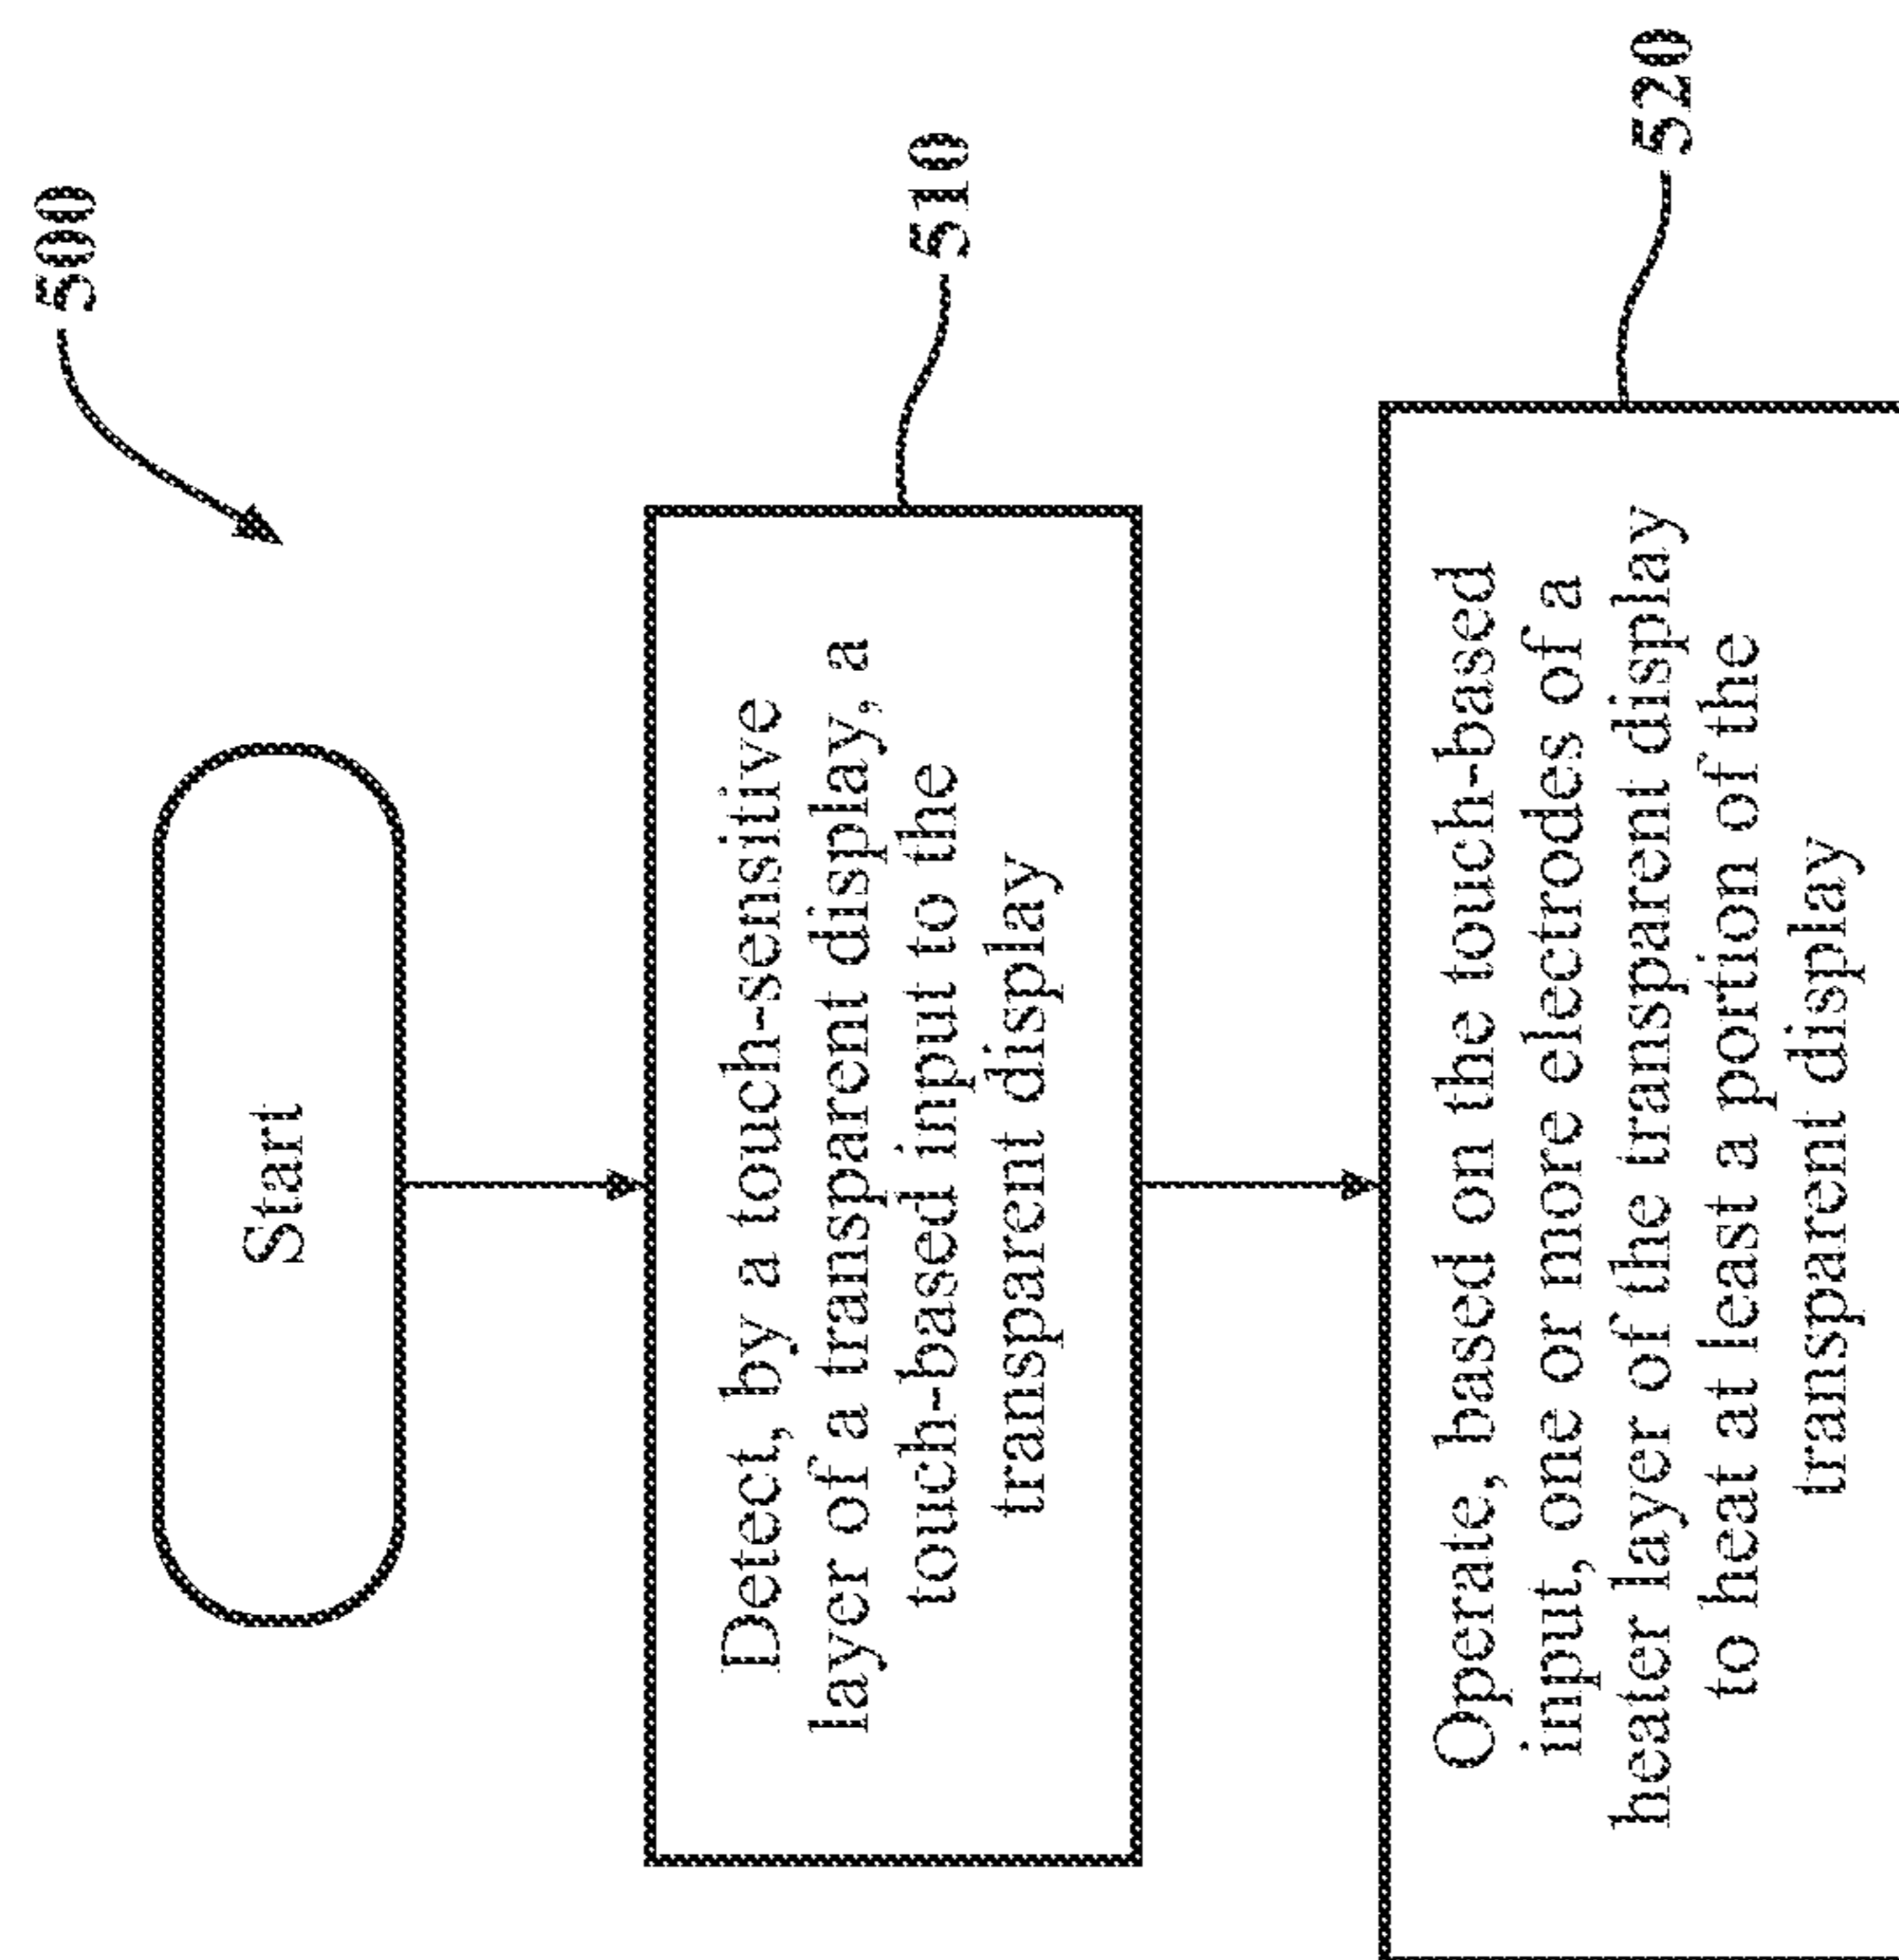 500
Start
Detect, by a touch-sensitive
layer of a transparent display, a
touch-based input to the
transparent display
510
Operate, based on the touch-based
input, one or more electrodes of a
heater layer of the transparent display
to heat at least a portion of the
transparent display
520